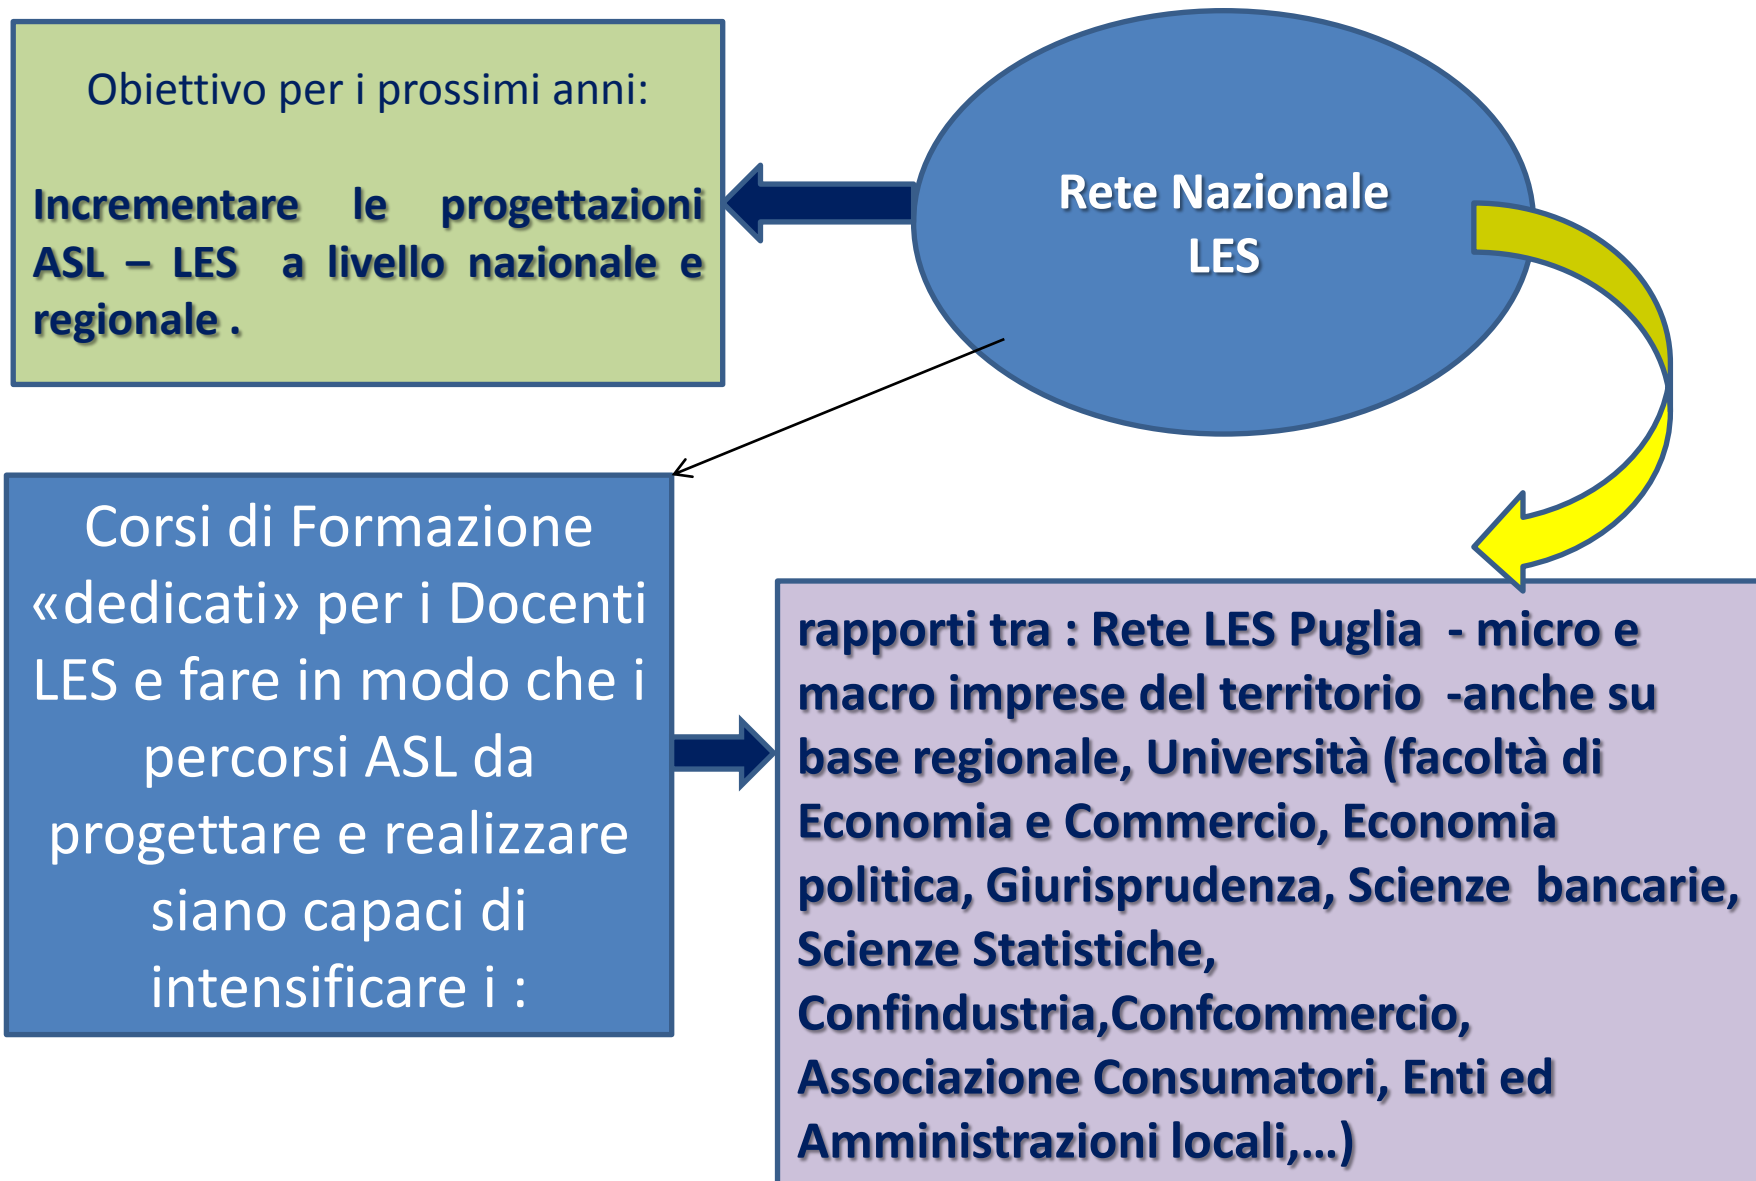 Obiettivo per i prossimi anni:
Incrementare le progettazioni
ASL – LES a livello nazionale e
regionale .
Rete Nazionale
LES
Corsi di Formazione
«dedicati» per i Docenti
LES e fare in modo che i
percorsi ASL da
progettare e realizzare
siano capaci di
intensificare i :
rapporti tra : Rete LES Puglia - micro e
macro imprese del territorio -anche su
base regionale, Università (facoltà di
Economia e Commercio, Economia
politica, Giurisprudenza, Scienze bancarie,
Scienze Statistiche,
Confindustria,Confcommercio,
Associazione Consumatori, Enti ed
Amministrazioni locali,...)